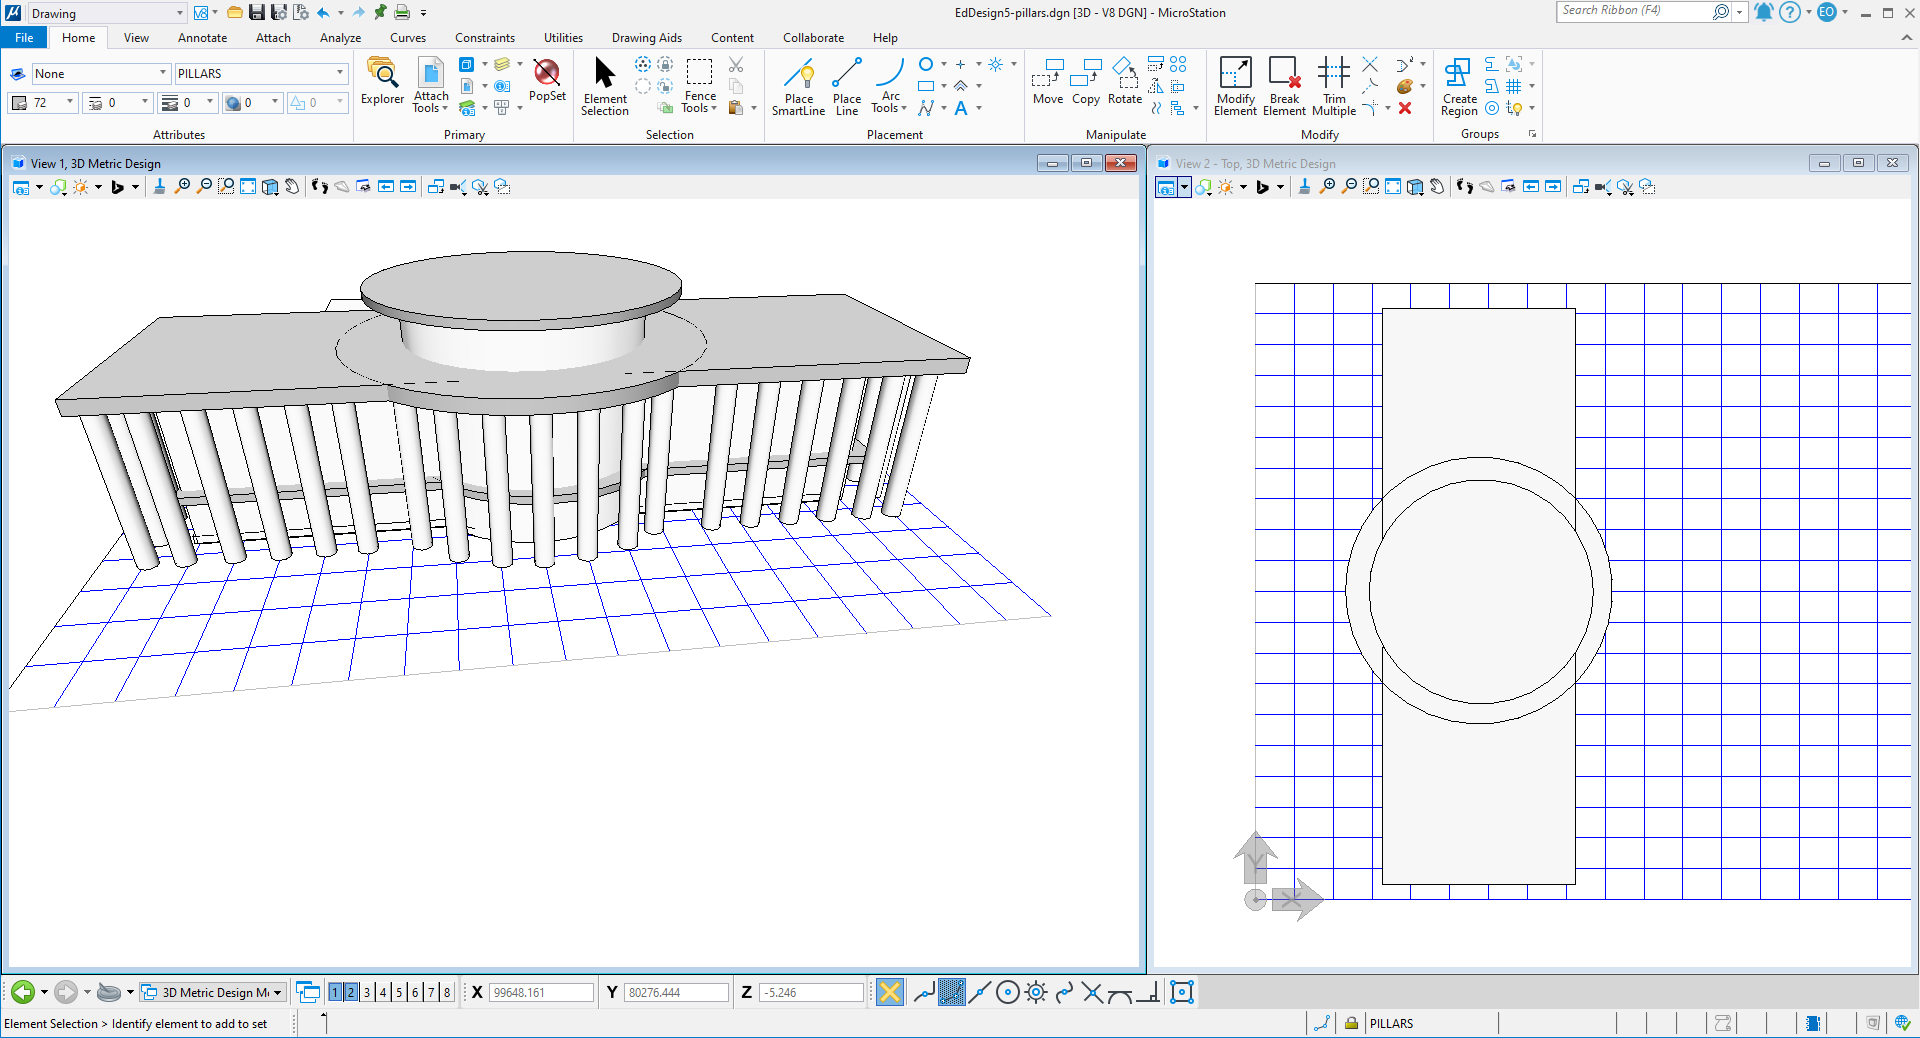 Drawing
V8
EdDesign5-pillars.dgn [3D - V8 DGN] - MicroStation
Search Ribbon (F4)
EO
File Home View Annotate Attach Analyze Curves Constraints Utilities Drawing Aids Content Collaborate Help
None
PILLARS
72 0 0 0 0
Attributes
Explorer
Attach Tools
PopSet
Primary
Element Selection
Fence Tools
Selection
Place SmartLine
Place Line
Arc Tools
A
Placement
Move Copy Rotate
Manipulate
Modify Element
Break Element
Trim Multiple
Modify
Create Region
Groups
View 1, 3D Metric Design
View 2 - Top, 3D Metric Design
Y
X
3D Metric Design M
1 2 3 4 5 6 7 8
X 99648.161
Y 80276.444
Z -5.246
Element Selection > Identify element to add to set
PILLARS